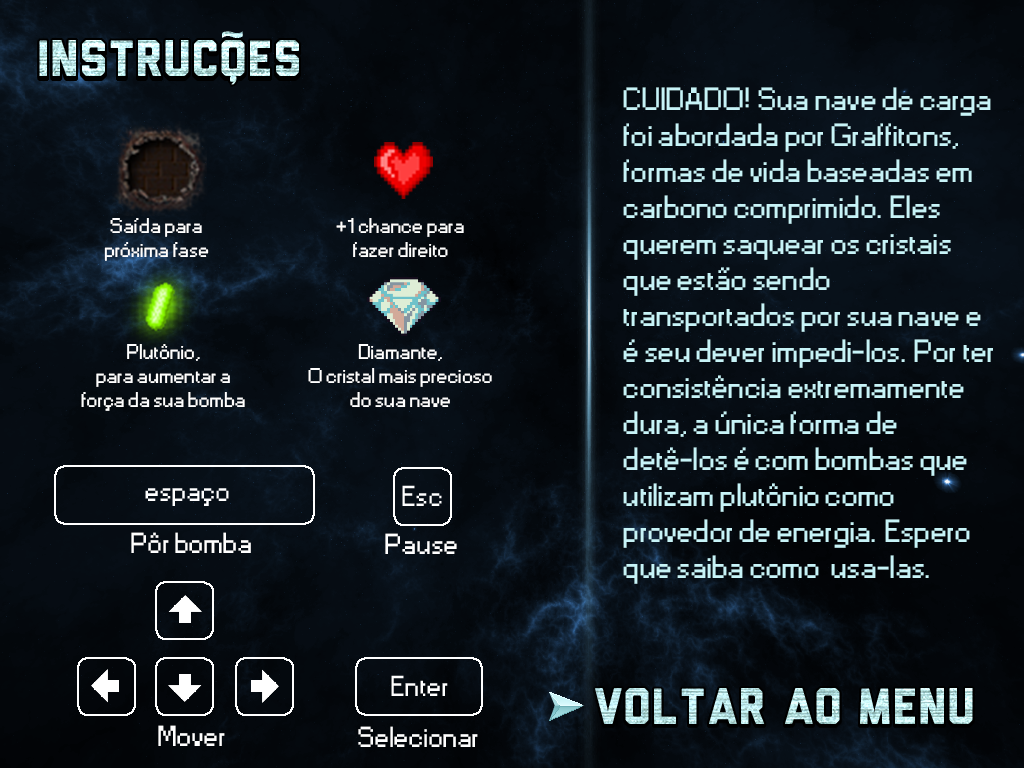 INSTRUCÕ̧ES
Saída para
próxima fase
+1 chance para
fazer direito
Plutônio,
para aumentar a
força da sua bomba
Diamante,
O cristal mais precioso
do sua nave
espaço
Pôr bomba
Esc
Pause
Mover
Enter
Selecionar
CUIDADO! Sua nave de carga
foi abordada por Graffitons,
formas de vida baseadas em
carbono comprimido. Eles
querem saquear os cristais
que estão sendo
transportados por sua nave e
é seu dever impedi-los. Por ter
consistência extremamente
dura, a única forma de
detê-los é com bombas que
utilizam plutônio como
provedor de energia. Espero
que saiba como usa-las.
VOLTAR AO MENU